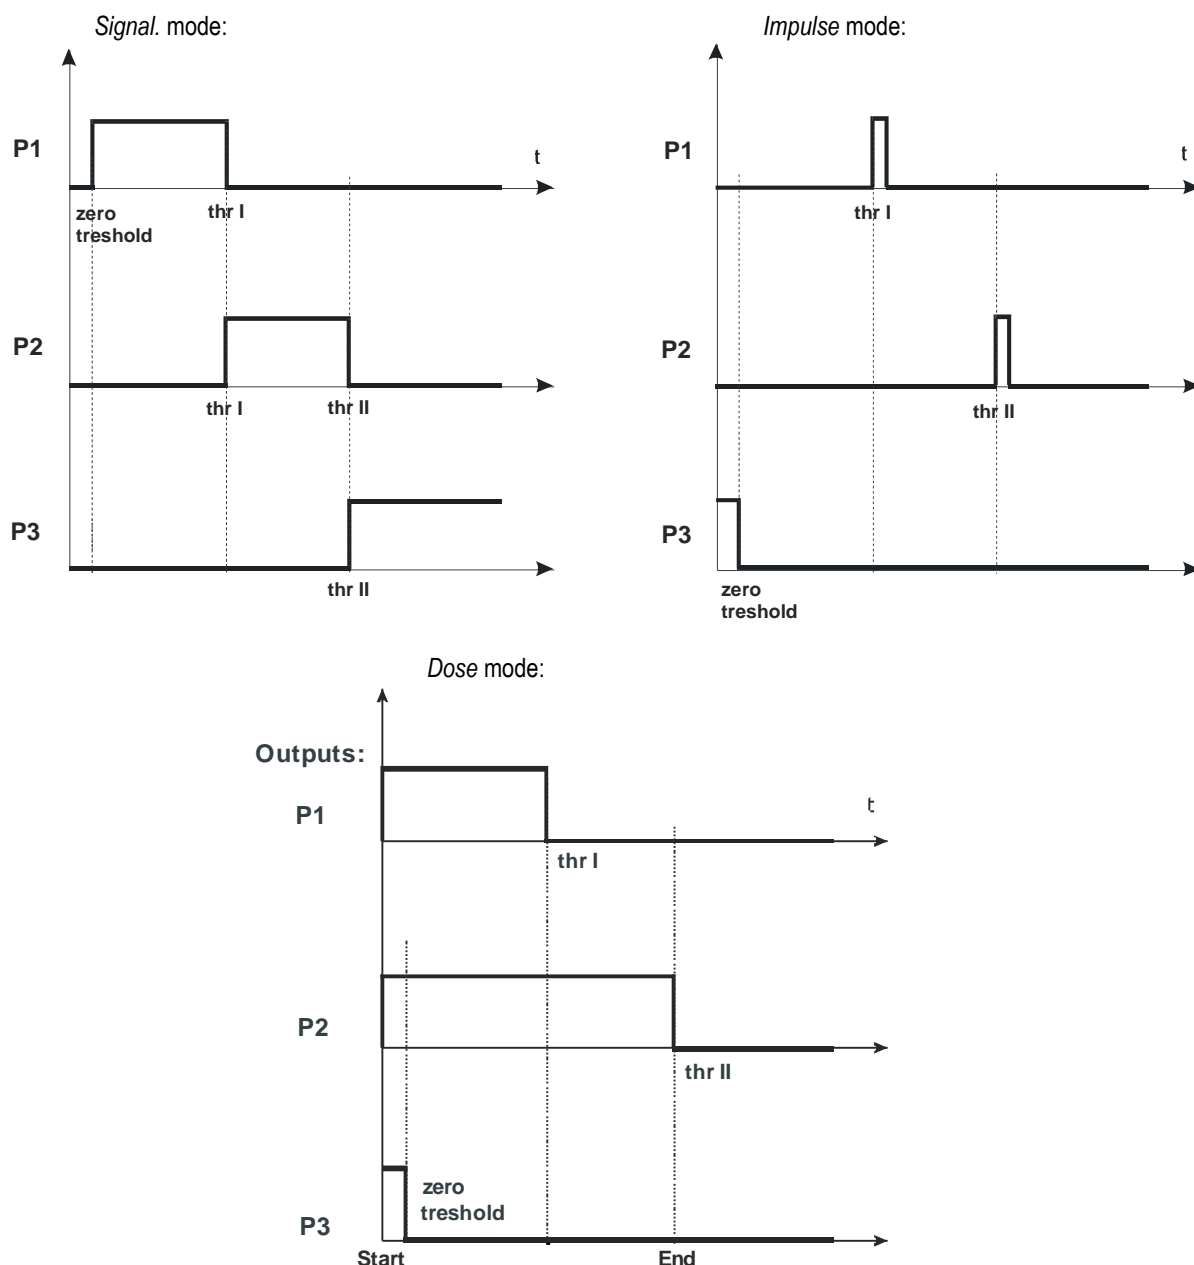 Signal. mode:
P1
t
zero
treshold
thr I
P2
thr I
thr II
P3
thr II
Impulse mode:
P1
t
thr I
P2
thr II
P3
zero
treshold
Dose mode:
Outputs:
P1
t
thr I
P2
thr II
zero
treshold
P3
Start
End